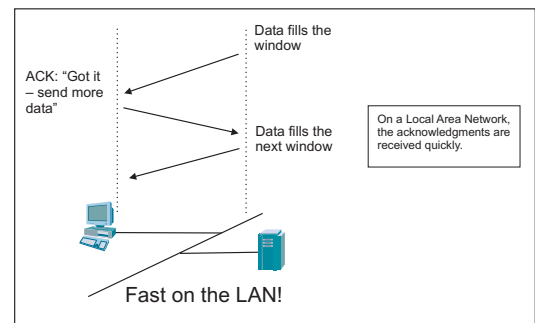 Data fills the
window
ACK: “Got it
– send more
data”
Data fills the
next window
On a Local Area Network,
the acknowledgments are
received quickly.
Fast on the LAN!